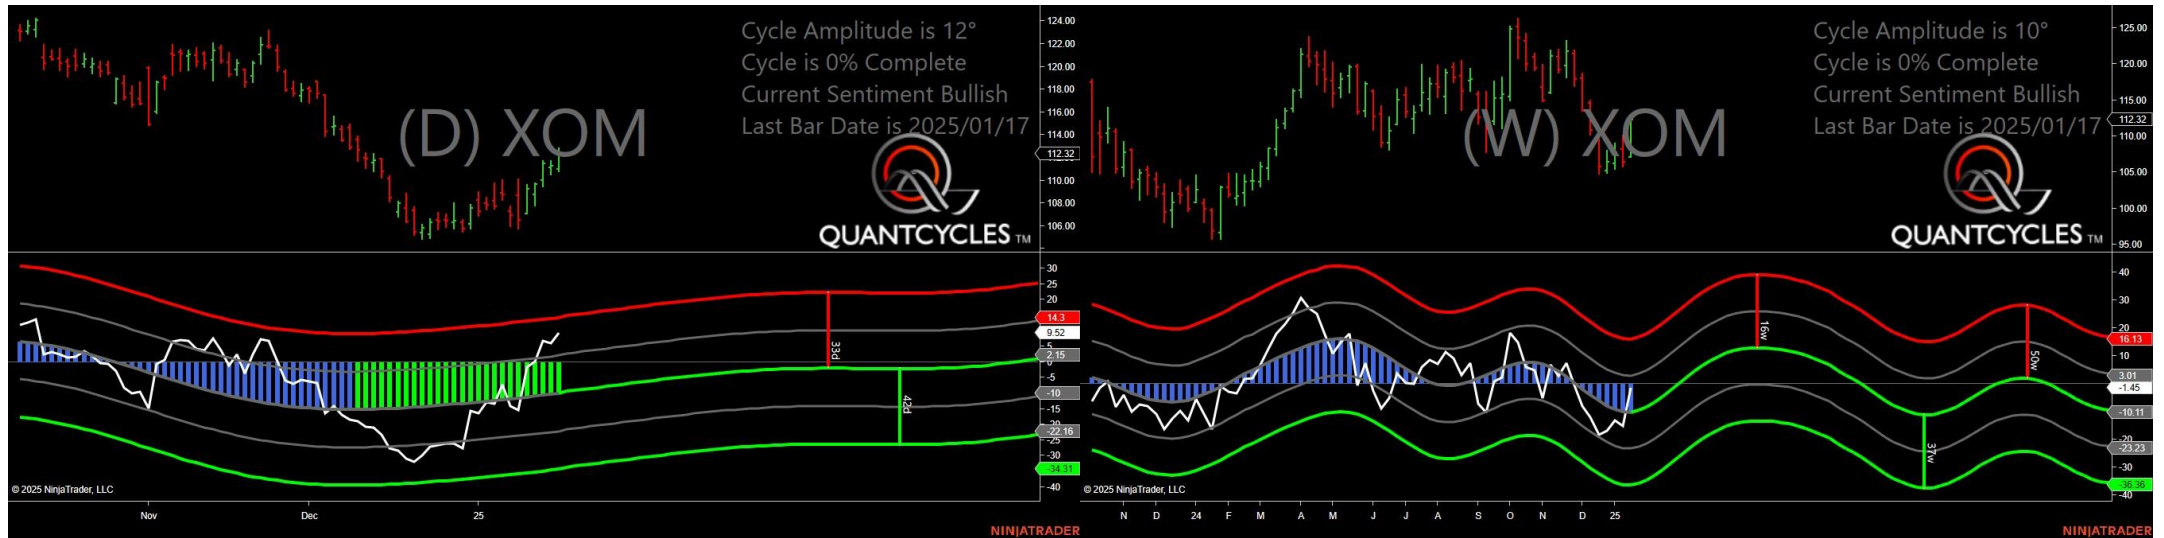 Cycle Amplitude is 12°
Cycle is 0% Complete
Current Sentiment Bullish
Last Bar Date is 2025/01/17
(D) XOM
QUANTCYCLES TM
124.00
122.00
120.00
118.00
116.00
114.00
112.32
110.00
108.00
106.00
30
25
20
14.3
9.52
5
2.15
-5
-10
-15
-22.16
-25
-30
-34.31
-40
33d
42d
© 2025 NinjaTrader, LLC
Nov
Dec
25
NINJATRADER
Cycle Amplitude is 10°
Cycle is 0% Complete
Current Sentiment Bullish
Last Bar Date is 2025/01/17
(W) XOM
QUANTCYCLES TM
125.00
120.00
115.00
112.32
110.00
105.00
100.00
95.00
40
30
20
16.13
10
3.01
-1.45
-10.11
-20
-23.23
-30
-36.36
-40
16w
37w
50w
© 2025 NinjaTrader, LLC
N D 24 F M A M J J A S O N D 25
NINJATRADER